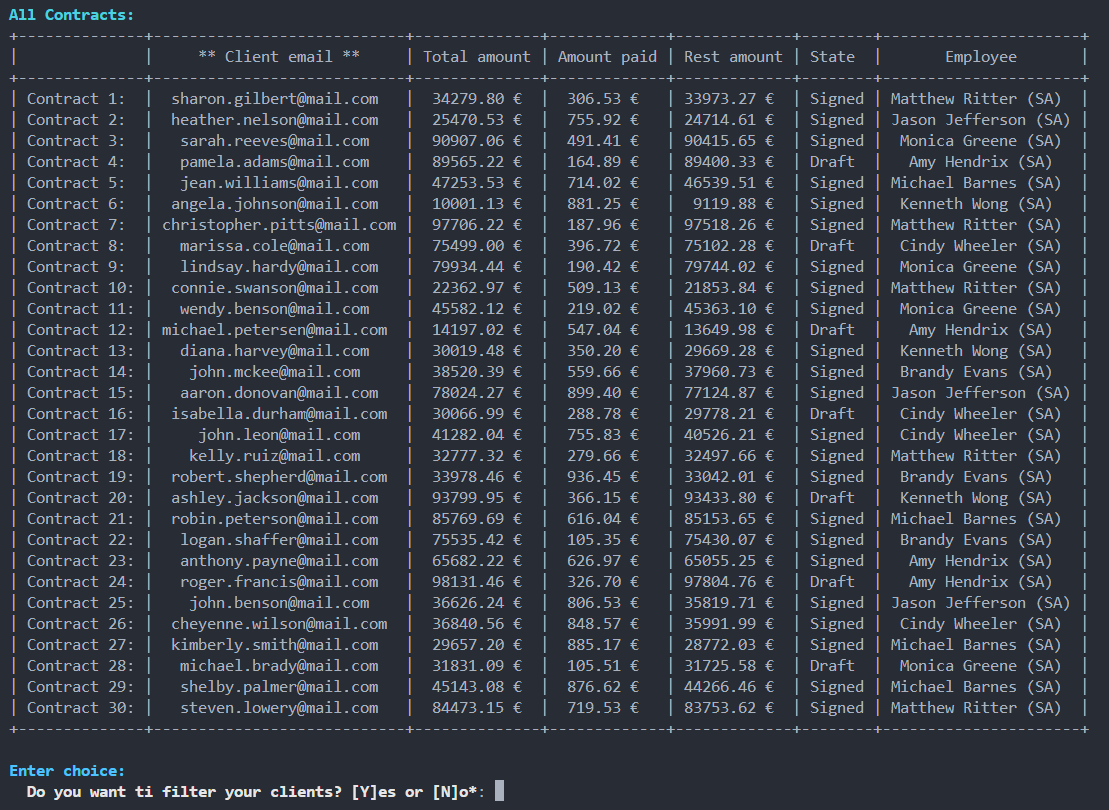 All Contracts:
+--------------+----------------------------+--------------+-------------+-------------+--------+----------------------+
|              |     ** Client email **     | Total amount | Amount paid | Rest amount | State  |       Employee       |
+--------------+----------------------------+--------------+-------------+-------------+--------+----------------------+
| Contract 1:  |  sharon.gilbert@mail.com   |  34279.80 €  |  306.53 €   | 33973.27 €  | Signed | Matthew Ritter (SA)  |
| Contract 2:  |  heather.nelson@mail.com   |  25470.53 €  |  755.92 €   | 24714.61 €  | Signed | Jason Jefferson (SA) |
| Contract 3:  |   sarah.reeves@mail.com    |  90907.06 €  |  491.41 €   | 90415.65 €  | Signed |  Monica Greene (SA)  |
| Contract 4:  |   pamela.adams@mail.com    |  89565.22 €  |  164.89 €   | 89400.33 €  | Draft  |   Amy Hendrix (SA)   |
| Contract 5:  |   jean.williams@mail.com   |  47253.53 €  |  714.02 €   | 46539.51 €  | Signed | Michael Barnes (SA)  |
| Contract 6:  |  angela.johnson@mail.com   |  10001.13 €  |  881.25 €   |  9119.88 €  | Signed |  Kenneth Wong (SA)   |
| Contract 7:  | christopher.pitts@mail.com |  97706.22 €  |  187.96 €   | 97518.26 €  | Signed | Matthew Ritter (SA)  |
| Contract 8:  |   marissa.cole@mail.com    |  75499.00 €  |  396.72 €   | 75102.28 €  | Draft  |  Cindy Wheeler (SA)  |
| Contract 9:  |   lindsay.hardy@mail.com   |  79934.44 €  |  190.42 €   | 79744.02 €  | Signed |  Monica Greene (SA)  |
| Contract 10: |  connie.swanson@mail.com   |  22362.97 €  |  509.13 €   | 21853.84 €  | Signed | Matthew Ritter (SA)  |
| Contract 11: |   wendy.benson@mail.com    |  45582.12 €  |  219.02 €   | 45363.10 €  | Signed |  Monica Greene (SA)  |
| Contract 12: | michael.petersen@mail.com  |  14197.02 €  |  547.04 €   | 13649.98 €  | Draft  |   Amy Hendrix (SA)   |
| Contract 13: |   diana.harvey@mail.com    |  30019.48 €  |  350.20 €   | 29669.28 €  | Signed |  Kenneth Wong (SA)   |
| Contract 14: |    john.mckee@mail.com     |  38520.39 €  |  559.66 €   | 37960.73 €  | Signed |  Brandy Evans (SA)   |
| Contract 15: |   aaron.donovan@mail.com   |  78024.27 €  |  899.40 €   | 77124.87 €  | Signed | Jason Jefferson (SA) |
| Contract 16: |  isabella.durham@mail.com  |  30066.99 €  |  288.78 €   | 29778.21 €  | Draft  |  Cindy Wheeler (SA)  |
| Contract 17: |     john.leon@mail.com     |  41282.04 €  |  755.83 €   | 40526.21 €  | Signed |  Cindy Wheeler (SA)  |
| Contract 18: |    kelly.ruiz@mail.com     |  32777.32 €  |  279.66 €   | 32497.66 €  | Signed | Matthew Ritter (SA)  |
| Contract 19: |  robert.shepherd@mail.com  |  33978.46 €  |  936.45 €   | 33042.01 €  | Signed |  Brandy Evans (SA)   |
| Contract 20: |  ashley.jackson@mail.com   |  93799.95 €  |  366.15 €   | 93433.80 €  | Draft  |  Kenneth Wong (SA)   |
| Contract 21: |  robin.peterson@mail.com   |  85769.69 €  |  616.04 €   | 85153.65 €  | Signed | Michael Barnes (SA)  |
| Contract 22: |   logan.shaffer@mail.com   |  75535.42 €  |  105.35 €   | 75430.07 €  | Signed |  Brandy Evans (SA)   |
| Contract 23: |   anthony.payne@mail.com   |  65682.22 €  |  626.97 €   | 65055.25 €  | Signed |   Amy Hendrix (SA)   |
| Contract 24: |   roger.francis@mail.com   |  98131.46 €  |  326.70 €   | 97804.76 €  | Draft  |   Amy Hendrix (SA)   |
| Contract 25: |    john.benson@mail.com    |  36626.24 €  |  806.53 €   | 35819.71 €  | Signed | Jason Jefferson (SA) |
| Contract 26: |  cheyenne.wilson@mail.com  |  36840.56 €  |  848.57 €   | 35991.99 €  | Signed |  Cindy Wheeler (SA)  |
| Contract 27: |  kimberly.smith@mail.com   |  29657.20 €  |  885.17 €   | 28772.03 €  | Signed | Michael Barnes (SA)  |
| Contract 28: |   michael.brady@mail.com   |  31831.09 €  |  105.51 €   | 31725.58 €  | Draft  |  Monica Greene (SA)  |
| Contract 29: |   shelby.palmer@mail.com   |  45143.08 €  |  876.62 €   | 44266.46 €  | Signed | Michael Barnes (SA)  |
| Contract 30: |   steven.lowery@mail.com   |  84473.15 €  |  719.53 €   | 83753.62 €  | Signed | Matthew Ritter (SA)  |
+--------------+----------------------------+--------------+-------------+-------------+--------+----------------------+
Enter choice:
Do you want ti filter your clients? [Y]es or [N]o*: